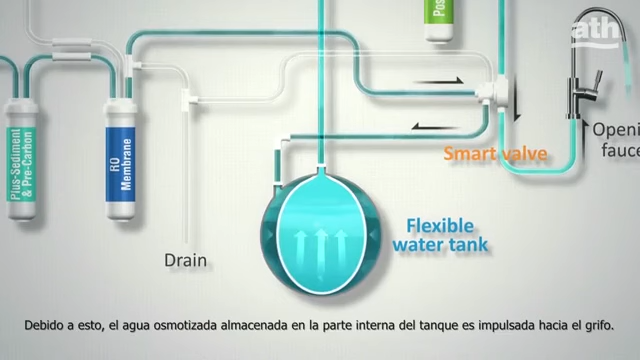 ath
Pos
Plus-Sediment
& Pre-Carbon
RO
Membrane
Smart valve
Openi
fauce
Flexible
water tank
Drain
Debido a esto, el agua osmotizada almacenada en la parte interna del tanque es impulsada hacia el grifo.